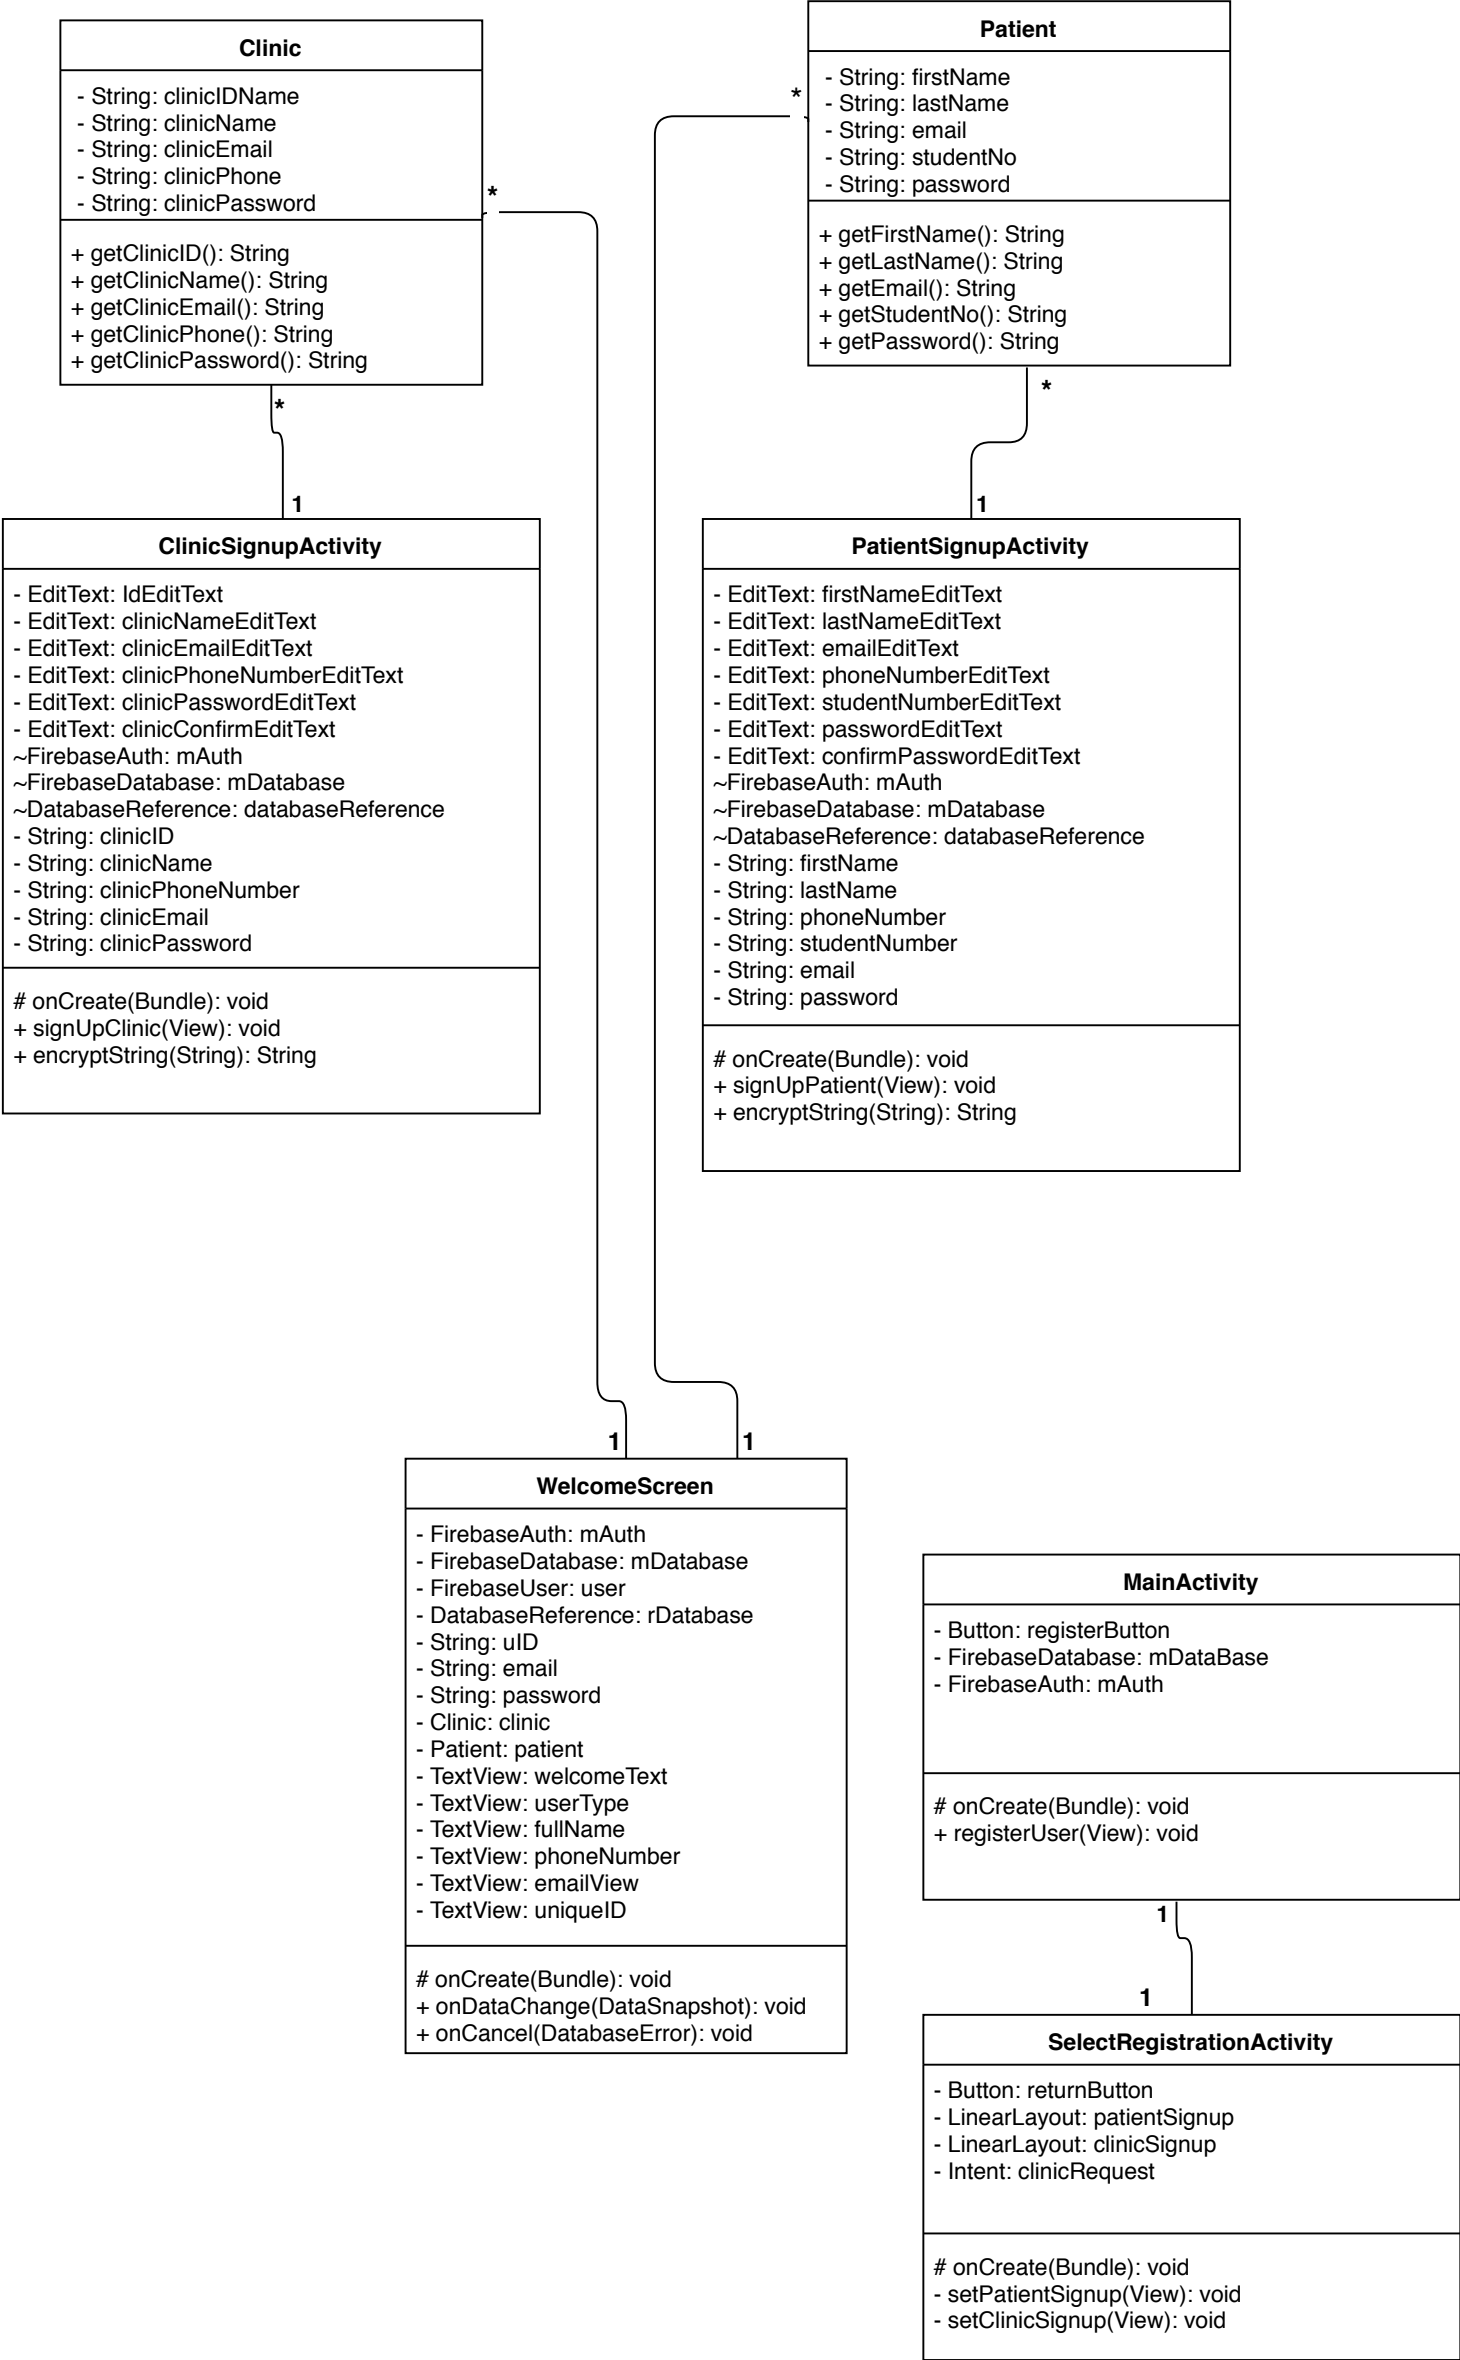 Clinic
- String: clinicIDName
- String: clinicName
- String: clinicEmail
- String: clinicPhone
- String: clinicPassword
+ getClinicID(): String
+ getClinicName(): String
+ getClinicEmail(): String
+ getClinicPhone(): String
+ getClinicPassword(): String
*
*
Patient
- String: firstName
- String: lastName
- String: email
- String: studentNo
- String: password
+ getFirstName(): String
+ getLastName(): String
+ getEmail(): String
+ getStudentNo(): String
+ getPassword(): String
*
*
1
ClinicSignupActivity
- EditText: IdEditText
- EditText: clinicNameEditText
- EditText: clinicEmailEditText
- EditText: clinicPhoneNumberEditText
- EditText: clinicPasswordEditText
- EditText: clinicConfirmEditText
~FirebaseAuth: mAuth
~FirebaseDatabase: mDatabase
~DatabaseReference: databaseReference
- String: clinicID
- String: clinicName
- String: clinicPhoneNumber
- String: clinicEmail
- String: clinicPassword
# onCreate(Bundle): void
+ signUpClinic(View): void
+ encryptString(String): String
1
PatientSignupActivity
- EditText: firstNameEditText
- EditText: lastNameEditText
- EditText: emailEditText
- EditText: phoneNumberEditText
- EditText: studentNumberEditText
- EditText: passwordEditText
- EditText: confirmPasswordEditText
~FirebaseAuth: mAuth
~FirebaseDatabase: mDatabase
~DatabaseReference: databaseReference
- String: firstName
- String: lastName
- String: phoneNumber
- String: studentNumber
- String: email
- String: password
# onCreate(Bundle): void
+ signUpPatient(View): void
+ encryptString(String): String
1
1
WelcomeScreen
- FirebaseAuth: mAuth
- FirebaseDatabase: mDatabase
- FirebaseUser: user
- DatabaseReference: rDatabase
- String: uID
- String: email
- String: password
- Clinic: clinic
- Patient: patient
- TextView: welcomeText
- TextView: userType
- TextView: fullName
- TextView: phoneNumber
- TextView: emailView
- TextView: uniqueID
# onCreate(Bundle): void
+ onDataChange(DataSnapshot): void
+ onCancel(DatabaseError): void
MainActivity
- Button: registerButton
- FirebaseDatabase: mDataBase
- FirebaseAuth: mAuth
# onCreate(Bundle): void
+ registerUser(View): void
1
1
SelectRegistrationActivity
- Button: returnButton
- LinearLayout: patientSignup
- LinearLayout: clinicSignup
- Intent: clinicRequest
# onCreate(Bundle): void
- setPatientSignup(View): void
- setClinicSignup(View): void